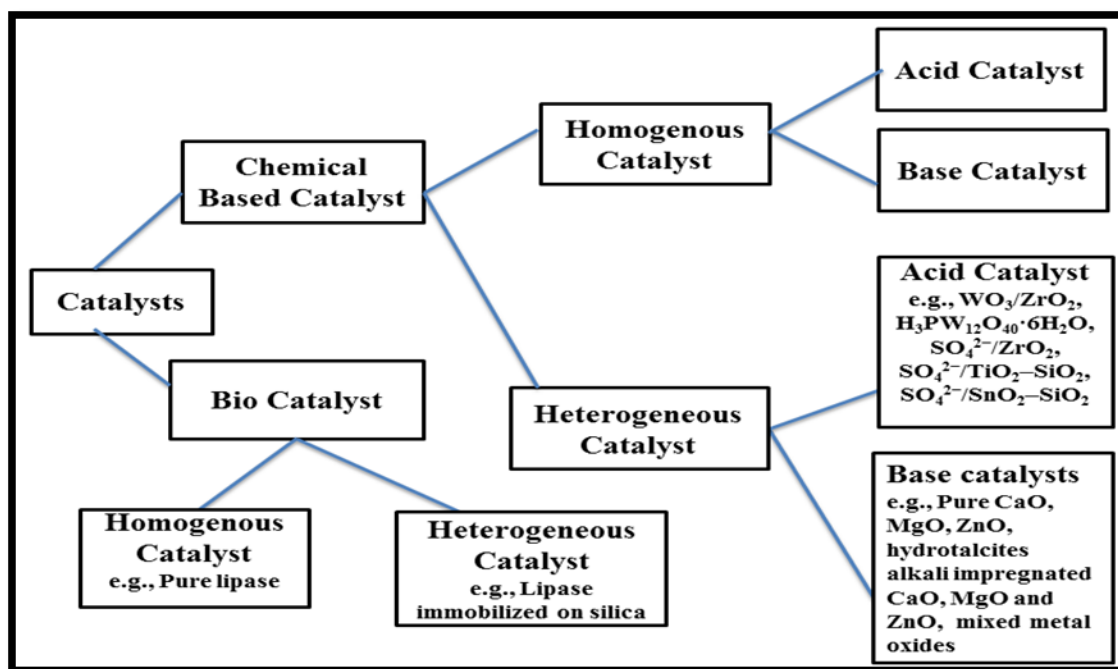 Acid Catalyst
Homogenous
Catalyst
Base Catalyst
Chemical
Based Catalyst
Catalysts
Acid Catalyst
e.g., WO₃/ZrO₂,
H₃PW₁₂O₄₀·6H₂O,
SO₄²⁻/ZrO₂,
SO₄²⁻/TiO₂–SiO₂,
SO₄²⁻/SnO₂–SiO₂
Bio Catalyst
Heterogeneous
Catalyst
Base catalysts
e.g., Pure CaO,
MgO, ZnO,
hydrotalcites
alkali impregnated
CaO, MgO and
ZnO, mixed metal
oxides
Homogenous
Catalyst
e.g., Pure lipase
Heterogeneous
Catalyst
e.g., Lipase
immobilized on silica